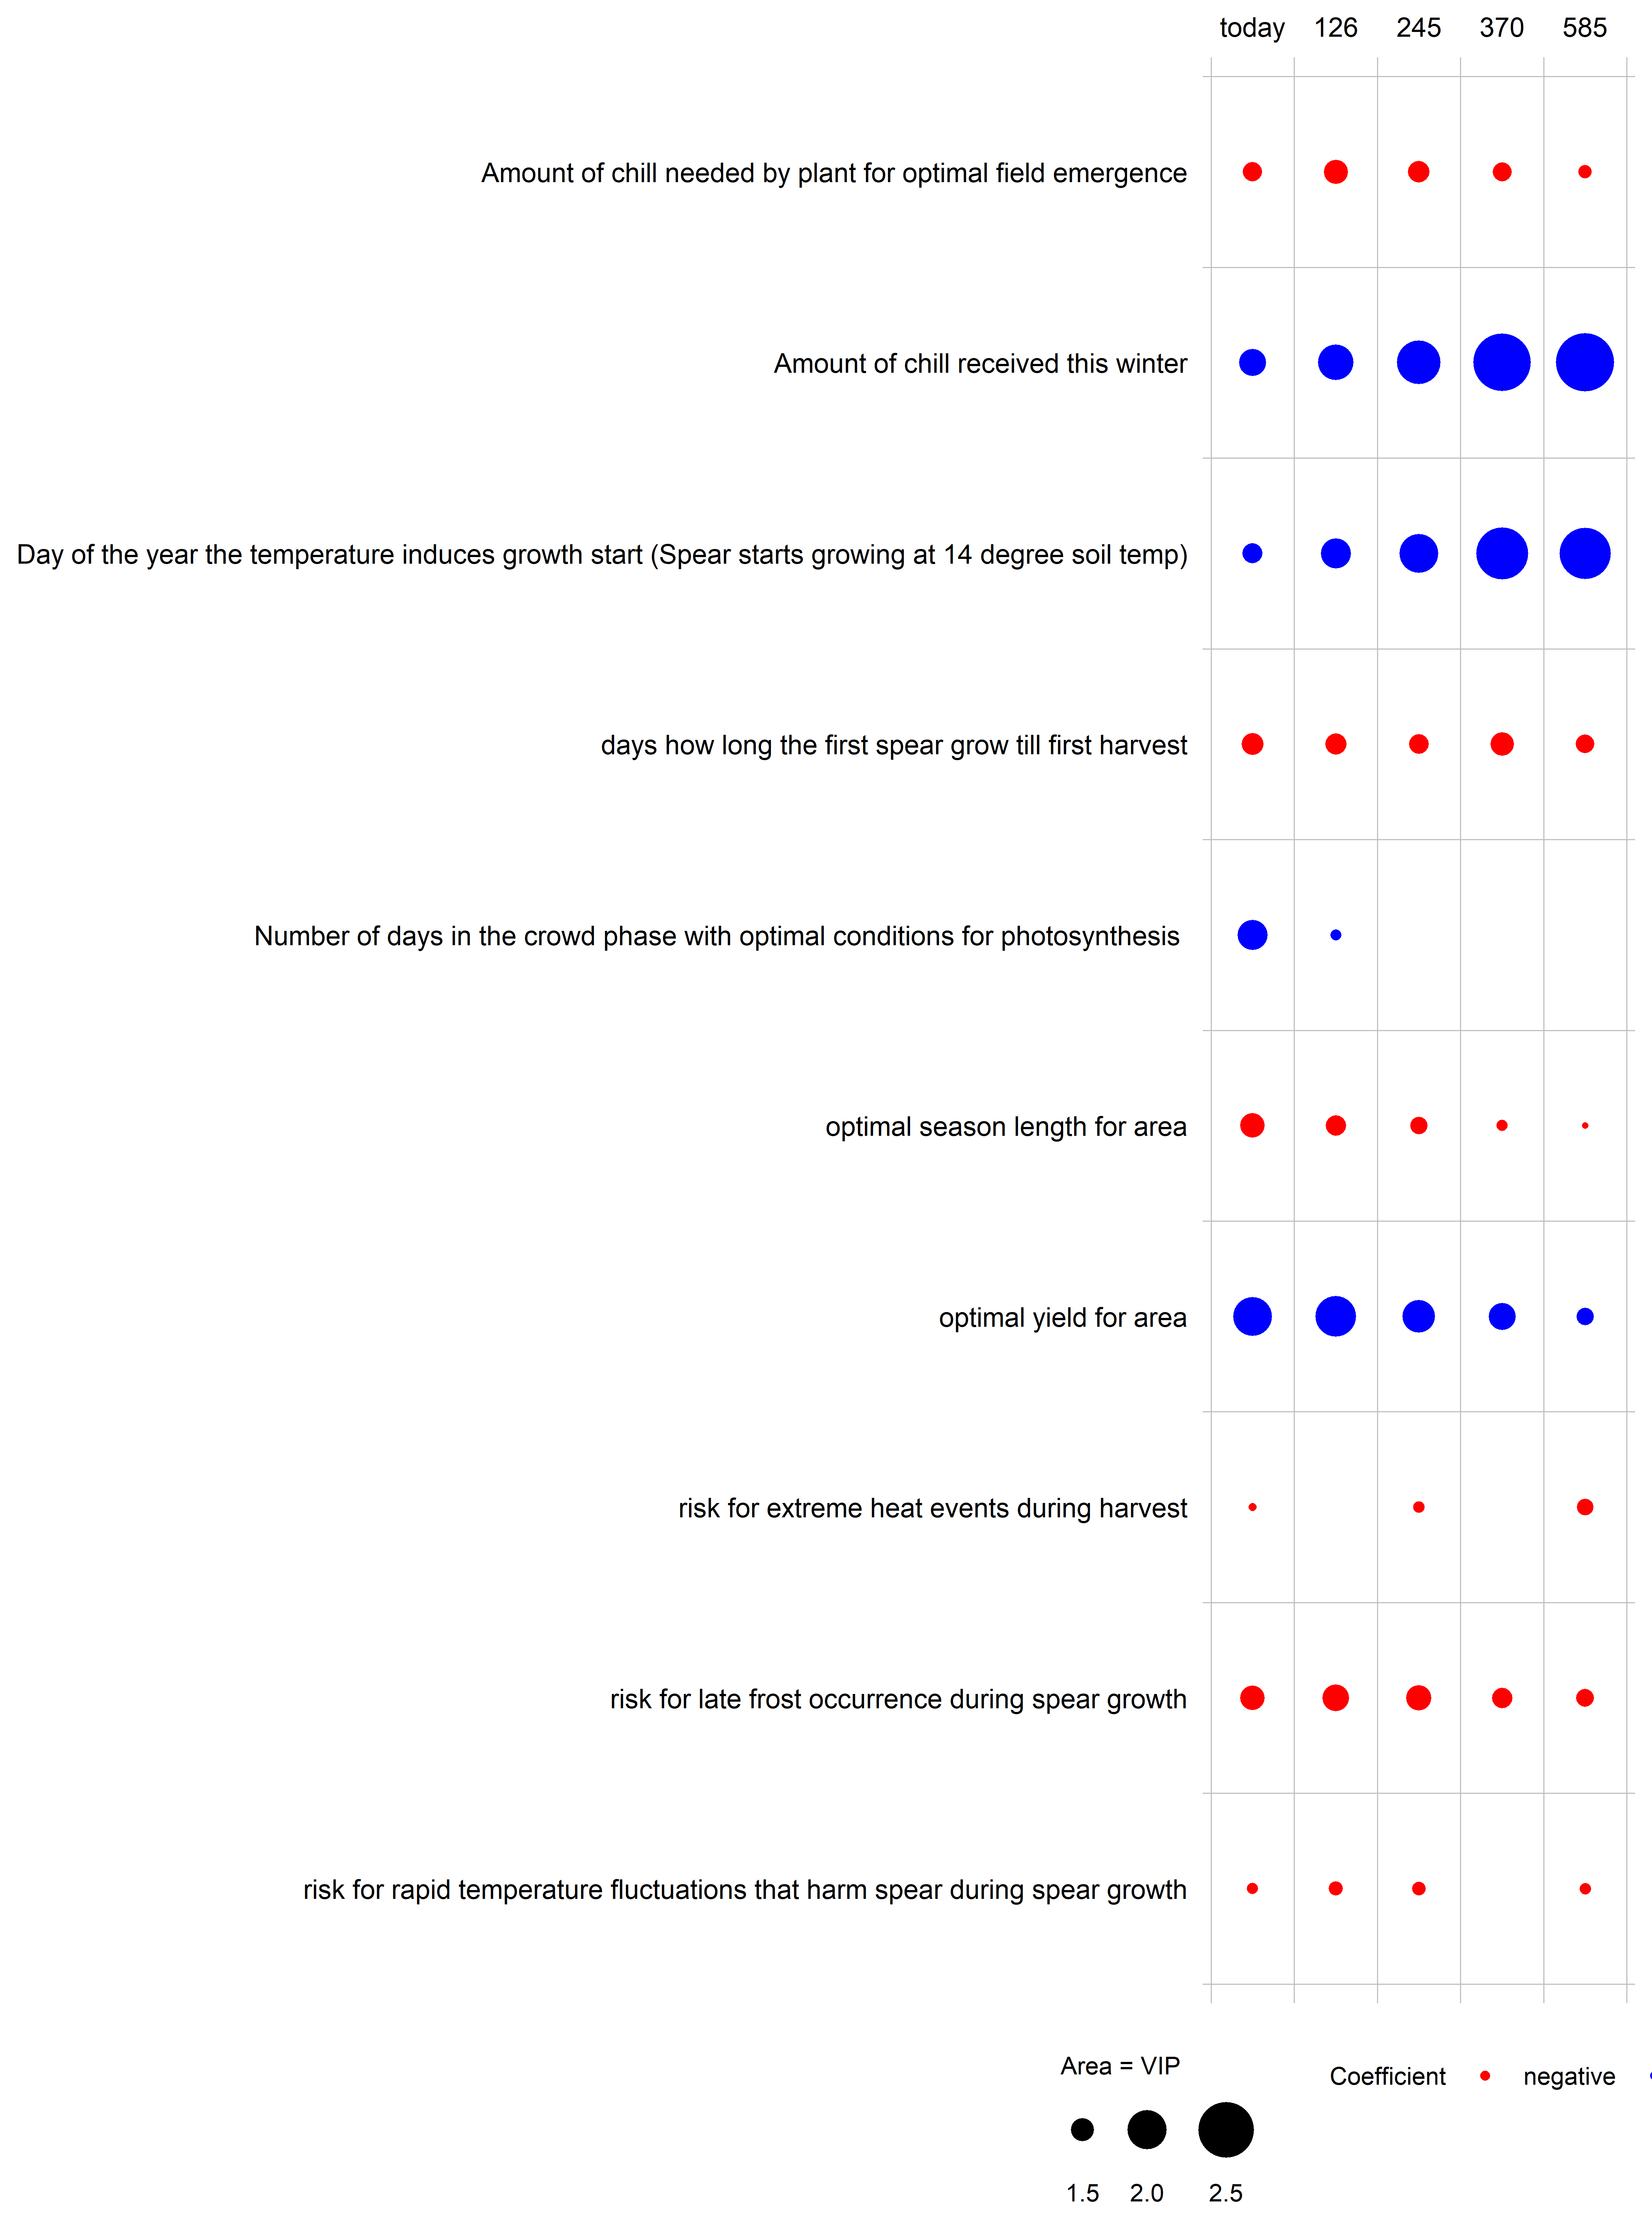 today 126 245 370 585
Amount of chill needed by plant for optimal field emergence
Amount of chill received this winter
Day of the year the temperature induces growth start (Spear starts growing at 14 degree soil temp)
days how long the first spear grow till first harvest
Number of days in the crowd phase with optimal conditions for photosynthesis
optimal season length for area
optimal yield for area
risk for extreme heat events during harvest
risk for late frost occurrence during spear growth
risk for rapid temperature fluctuations that harm spear during spear growth
Area = VIP
Coefficient negative
1.5 2.0 2.5